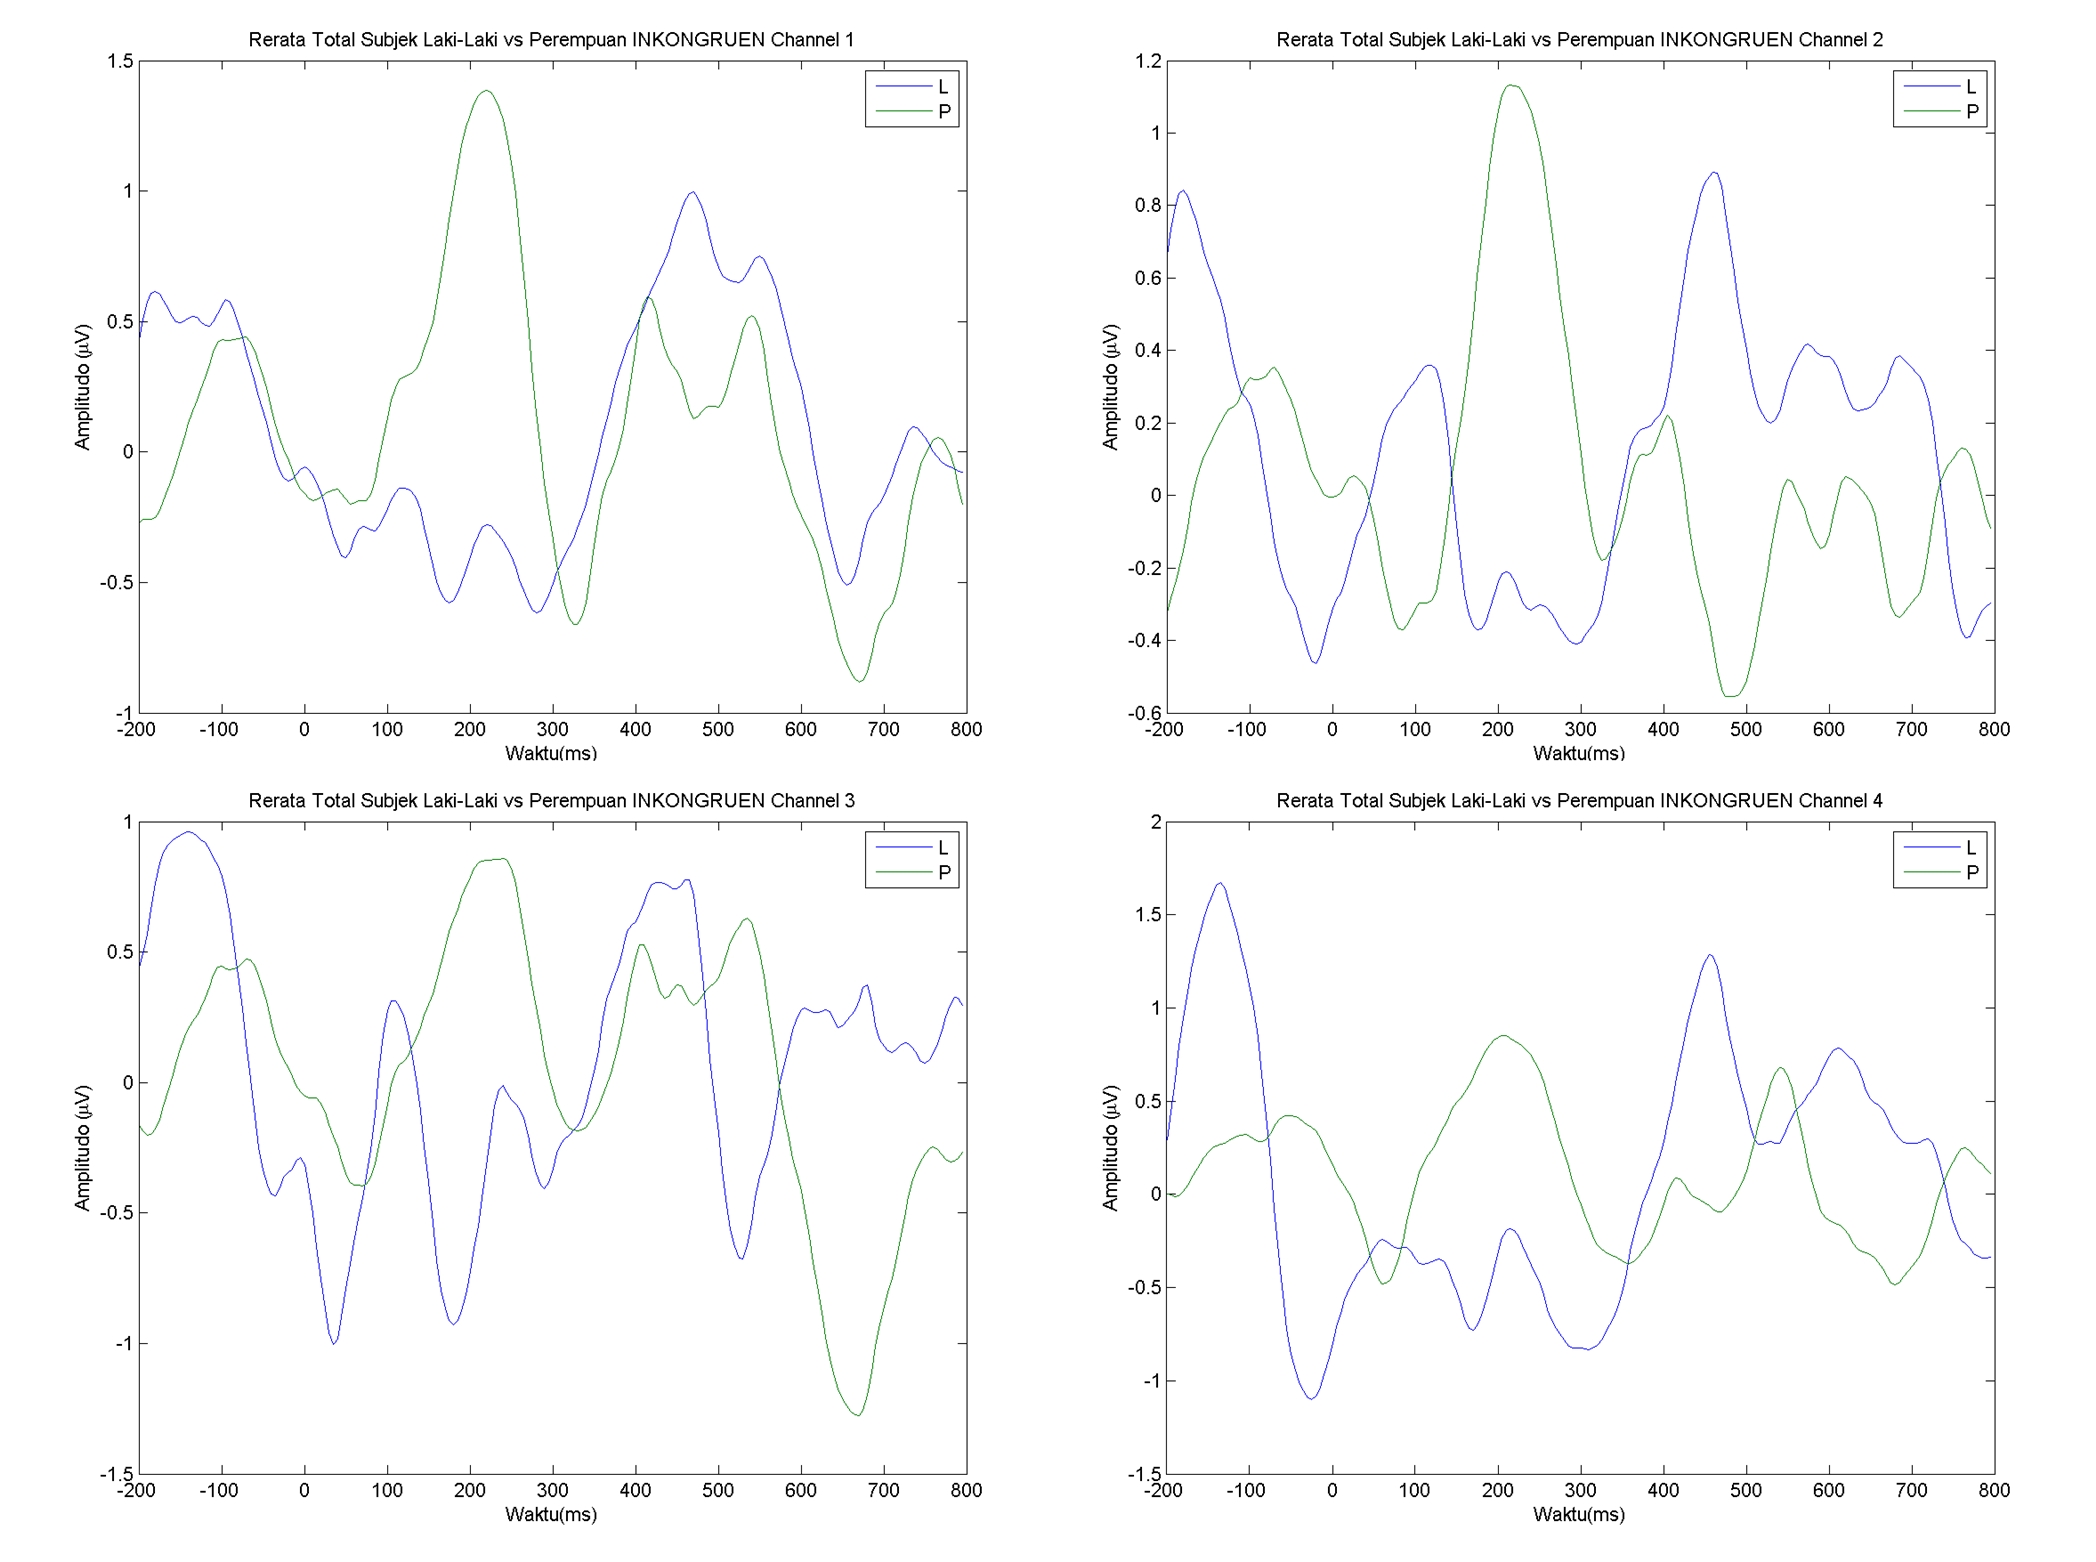 Rerata Total Subjek Laki-Laki vs Perempuan INKONGRUEN Channel 1
1.5
1
0.5
0
-0.5
-1
Amplitudo (µV)
-200 -100 0 100 200 300 400 500 600 700 800
Waktu(ms)
L
P
Rerata Total Subjek Laki-Laki vs Perempuan INKONGRUEN Channel 2
1.2
1
0.8
0.6
0.4
0.2
0
-0.2
-0.4
-0.6
Amplitudo (µV)
-200 -100 0 100 200 300 400 500 600 700 800
Waktu(ms)
L
P
Rerata Total Subjek Laki-Laki vs Perempuan INKONGRUEN Channel 3
1
0.5
0
-0.5
-1
-1.5
Amplitudo (µV)
-200 -100 0 100 200 300 400 500 600 700 800
Waktu(ms)
L
P
Rerata Total Subjek Laki-Laki vs Perempuan INKONGRUEN Channel 4
2
1.5
1
0.5
0
-0.5
-1
-1.5
Amplitudo (µV)
-200 -100 0 100 200 300 400 500 600 700 800
Waktu(ms)
L
P